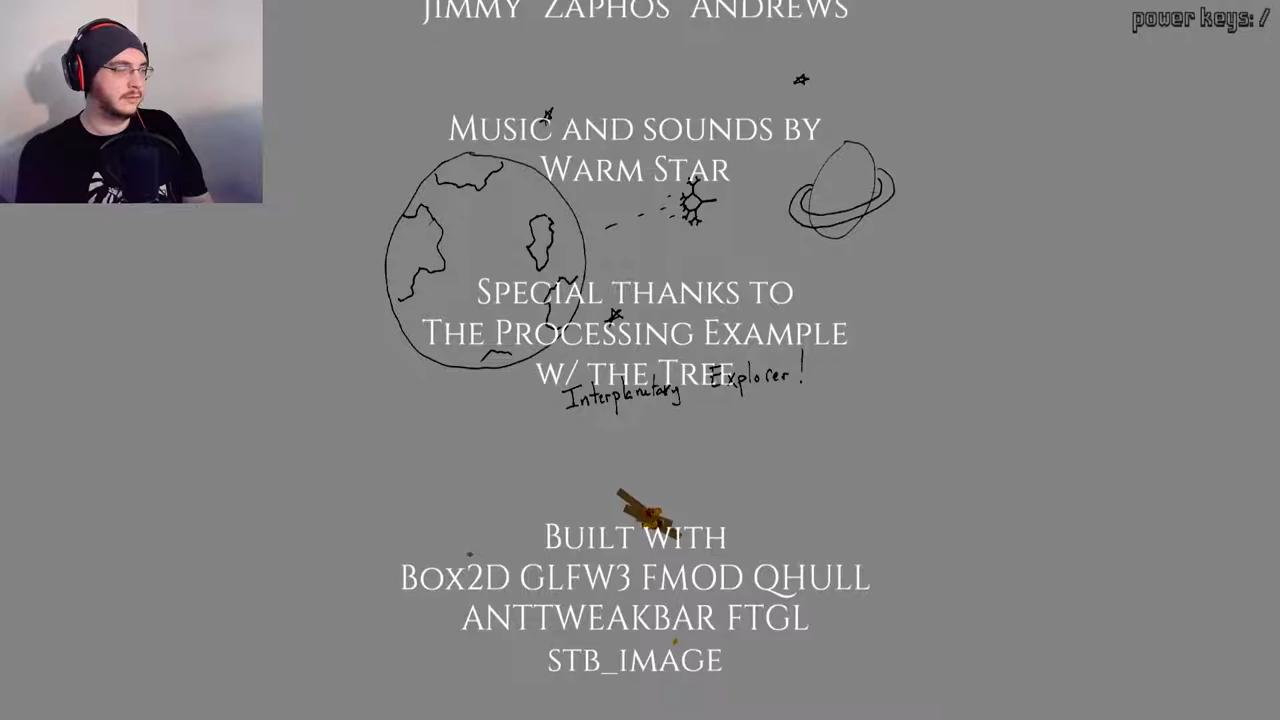 JIMMY "ZAPHOS" ANDREWS
power keys: /
MUSIC AND SOUNDS BY
WARM STAR
SPECIAL THANKS TO
THE PROCESSING EXAMPLE
W/ THE TREE
Interplanetary Explorer!
BUILT WITH
BOX2D GLFW3 FMOD QHULL
ANTTWEAKBAR FTGL
STB_IMAGE